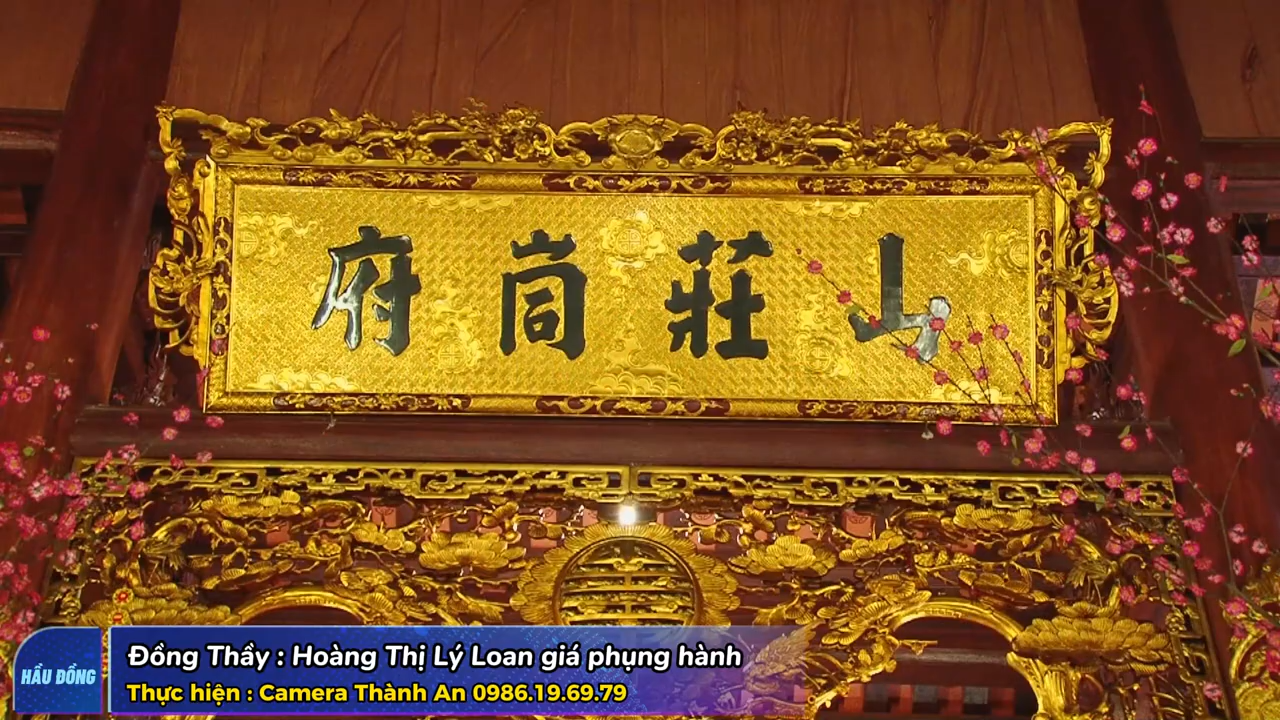 山莊峝府
HẦU ĐỒNG
Đồng Thầy : Hoàng Thị Lý Loan giá phụng hành
Thực hiện : Camera Thành An 0986.19.69.79